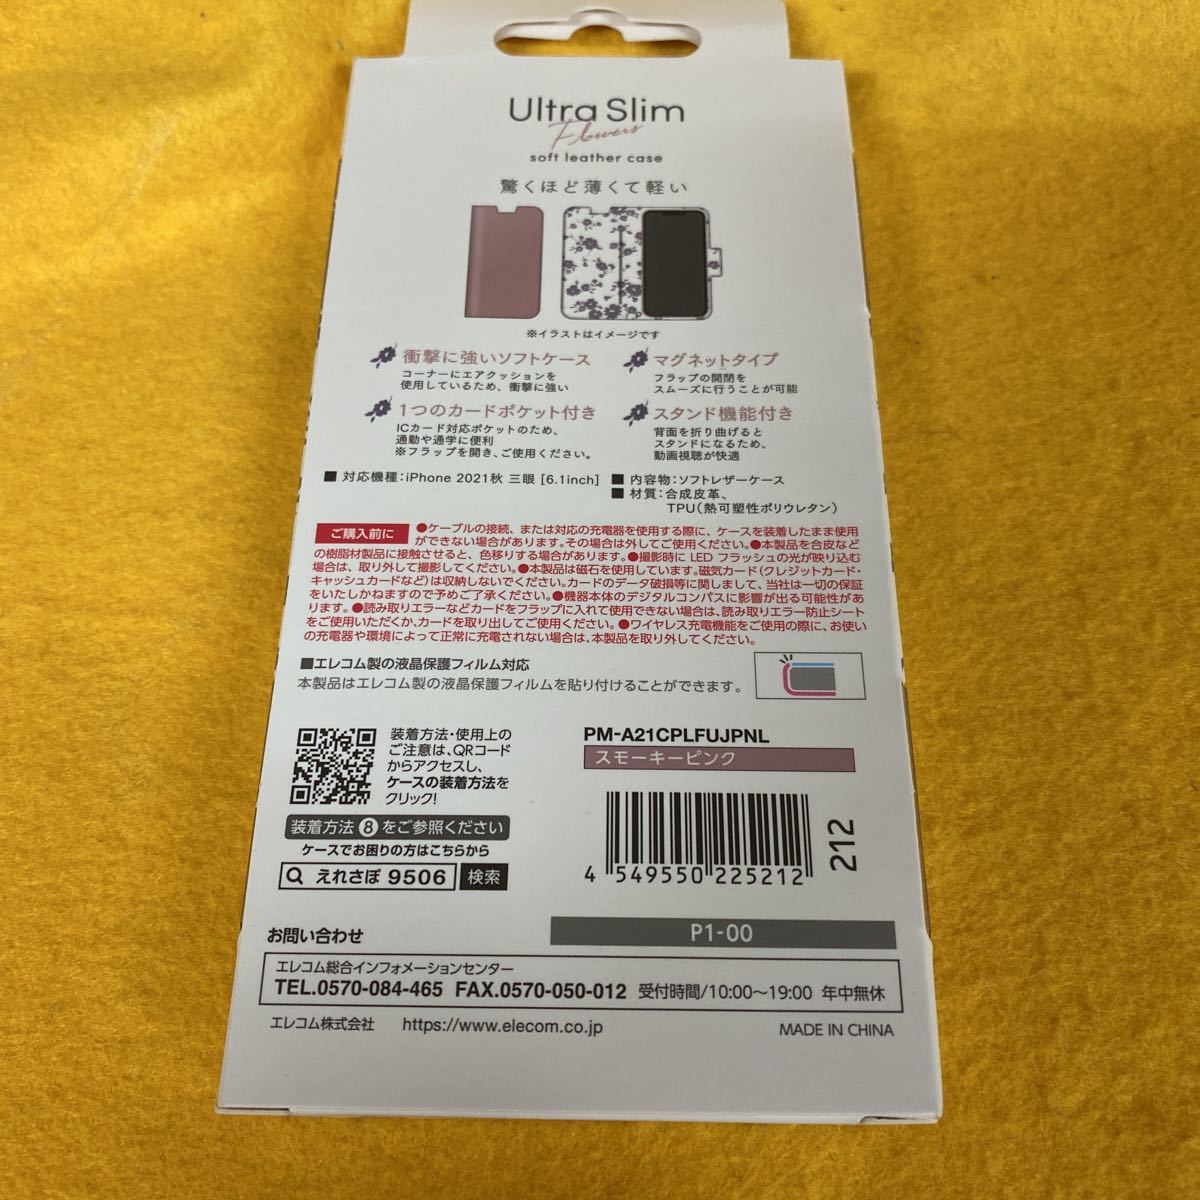 Ultra Slim
Flowers
soft leather case
驚くほど薄くて軽い
※イラストはイメージです
衝撃に強いソフトケース
コーナーにエアクッションを
使用しているため、衝撃に強い
マグネットタイプ
フラップの開閉を
スムーズに行うことが可能
1つのカードポケット付き
ICカード対応ポケットのため、
通勤や通学に便利
※フラップを開き、ご使用ください。
スタンド機能付き
背面を折り曲げると
スタンドになるため、
動画視聴が快適
■ 対応機種:iPhone 2021秋 三眼 [6.1inch]
■ 内容物:ソフトレザーケース
■ 材質:合成皮革、
TPU(熱可塑性ポリウレタン)
ご購入前に ●ケーブルの接続、または対応の充電器を使用する際に、ケースを装着したまま使用
ができない場合があります。その場合は外してご使用ください。●本製品を合皮など
の樹脂材製品に接触させると、色移りする場合があります。●撮影時に LED フラッシュの光が映り込む
場合は、取り外して撮影してください。●本製品は磁石を使用しています。磁気カード(クレジットカード・
キャッシュカードなど)は収納しないでください。カードのデータ破損等に関しまして、当社は一切の保証
をいたしかねますので予めご了承ください。●機器本体のデジタルコンパスに影響が出る可能性があ
ります。●読み取りエラーなどカードをフラップに入れて使用できない場合は、読み取りエラー防止シート
をご使用いただくか、カードを取り出してご使用ください。●ワイヤレス充電機能をご使用の際に、お使い
の充電器や環境によって正常に充電されない場合は、本製品を取り外してください。
■エレコム製の液晶保護フィルム対応
本製品はエレコム製の液晶保護フィルムを貼り付けることができます。
装着方法・使用上の
ご注意は、QRコード
からアクセスし、
ケースの装着方法を
クリック!
装着方法 8 をご参照ください
ケースでお困りの方はこちらから
えれさぽ 9506 検索
PM-A21CPLFUJPNL
スモーキーピンク
4 549550 225212
212
P1-00
お問い合わせ
エレコム総合インフォメーションセンター
TEL.0570-084-465 FAX.0570-050-012 受付時間/10:00〜19:00 年中無休
エレコム株式会社 https://www.elecom.co.jp
MADE IN CHINA